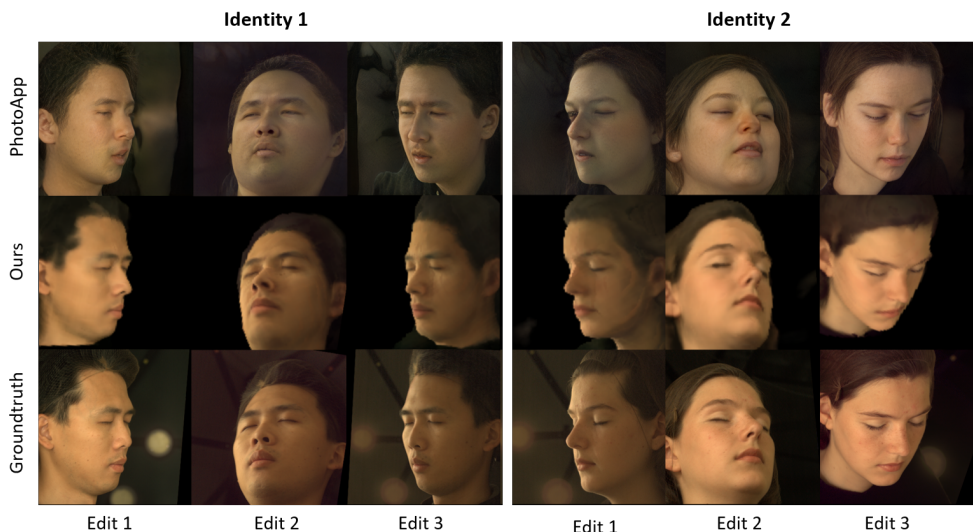 Identity 1
Identity 2
PhotoApp
Ours
Groundtruth
Edit 1
Edit 2
Edit 3
Edit 1
Edit 2
Edit 3